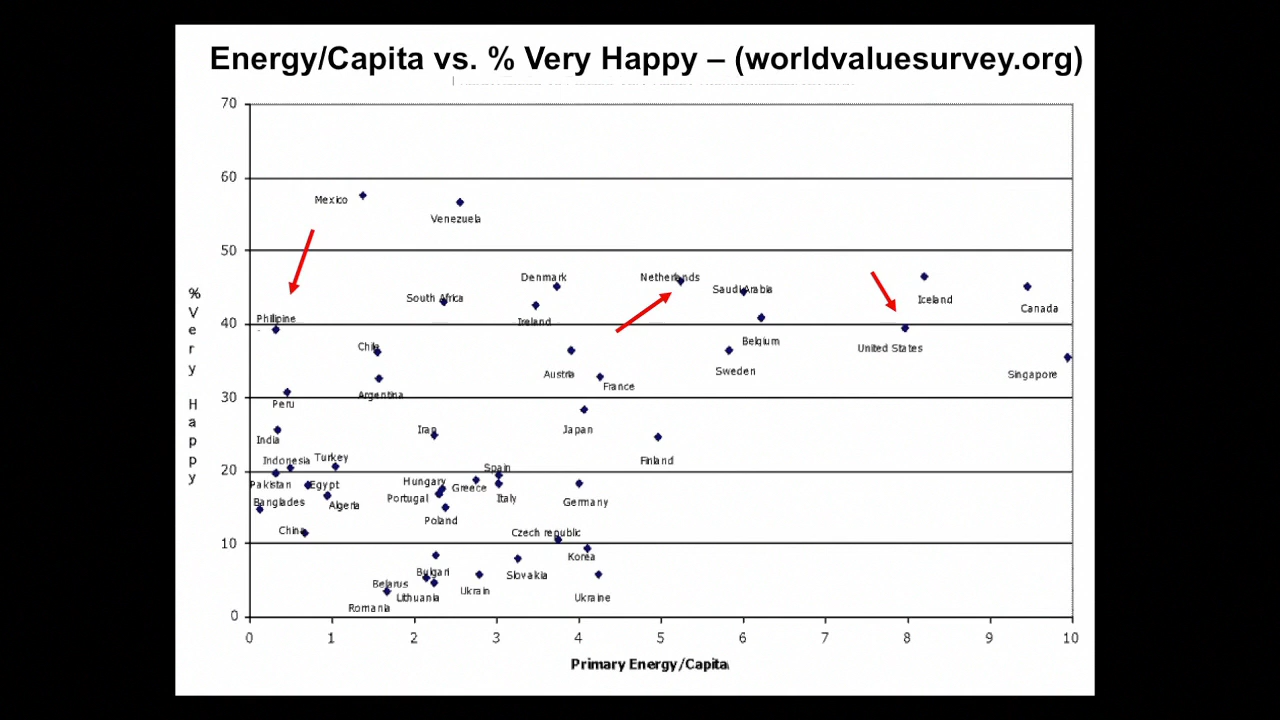 Energy/Capita vs. % Very Happy – (worldvaluesurvey.org)
70
60
Mexico
Venezuela
50
Denmark
Netherlands
Saudi Arabia
South Africa
Iceland
Canada
Philipine
Ireland
40
Belgium
Chile
United States
Austria
Sweden
Singapore
France
Argentina
30
Peru
Iran
Japan
India
Indonesia
Turkey
Finland
20
Spain
Pakistan
Egypt
Hungary
Greece
Portugal
Italy
Banglades
Algeria
Germany
Poland
China
Czech republic
10
Korea
Bulgari
Slovakia
Belarus
Ukrain
Lithuania
Ukraine
Romania
0
% Very Happy
0 1 2 3 4 5 6 7 8 9 10
Primary Energy/Capita